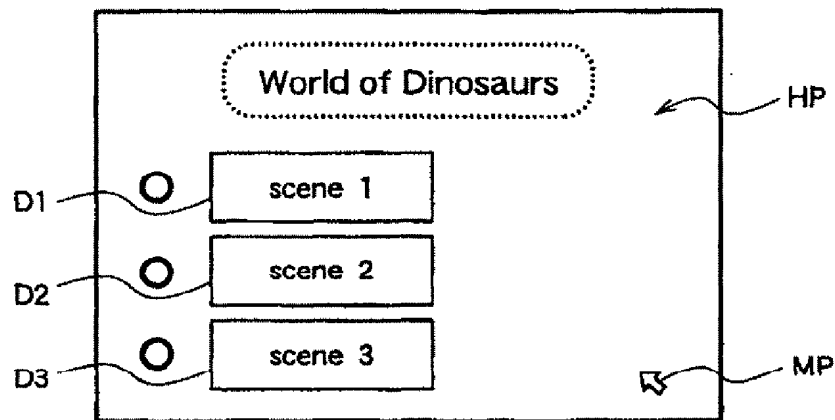 World of Dinosaurs
HP
D1
scene 1
D2
scene 2
D3
scene 3
MP